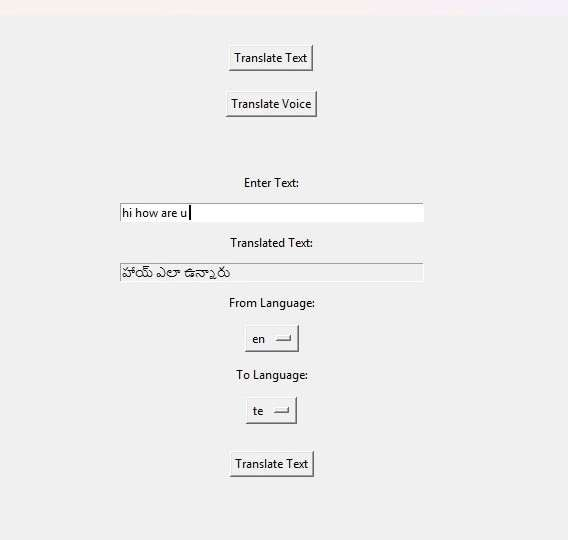 Translate Text
Translate Voice
Enter Text:
hi how are u
Translated Text:
హాయ్ ఎలా ఉన్నారు
From Language:
en
To Language:
te
Translate Text